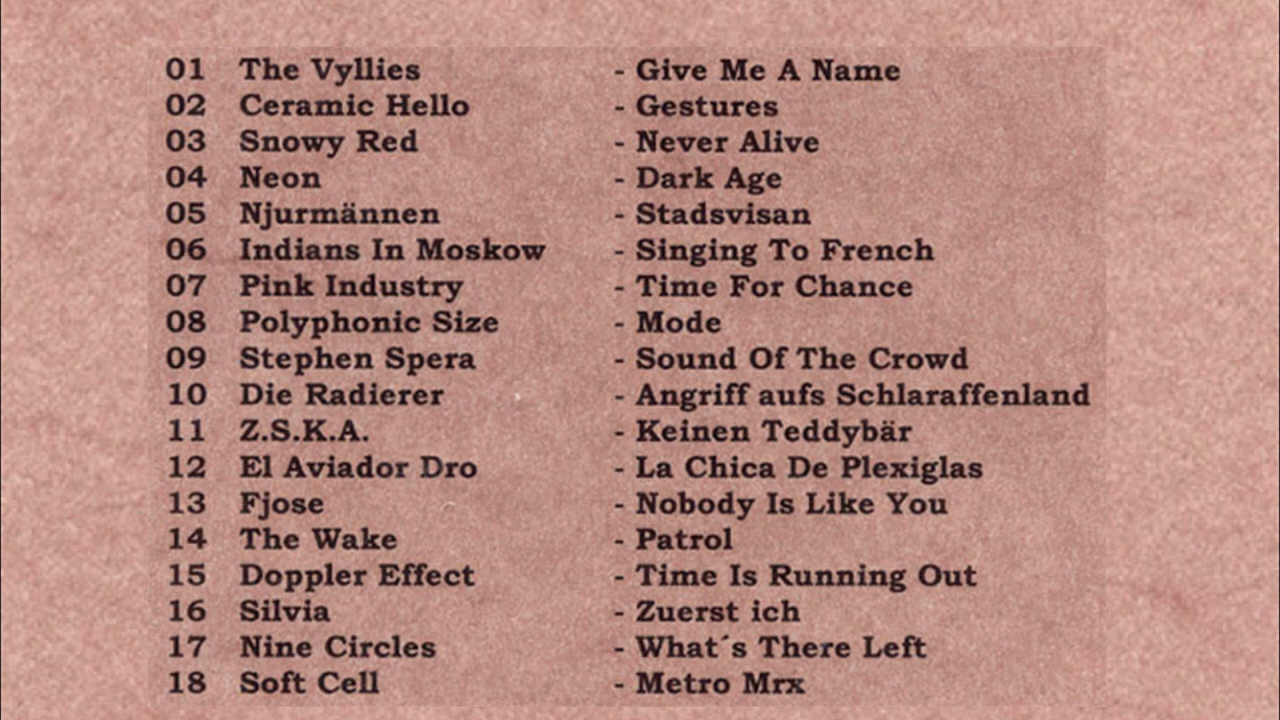 01 The Vyllies - Give Me A Name
02 Ceramic Hello - Gestures
03 Snowy Red - Never Alive
04 Neon - Dark Age
05 Njurmännen - Stadsvisan
06 Indians In Moskow - Singing To French
07 Pink Industry - Time For Chance
08 Polyphonic Size - Mode
09 Stephen Spera - Sound Of The Crowd
10 Die Radierer - Angriff aufs Schlaraffenland
11 Z.S.K.A. - Keinen Teddybär
12 El Aviador Dro - La Chica De Plexiglas
13 Fjose - Nobody Is Like You
14 The Wake - Patrol
15 Doppler Effect - Time Is Running Out
16 Silvia - Zuerst ich
17 Nine Circles - What´s There Left
18 Soft Cell - Metro Mrx